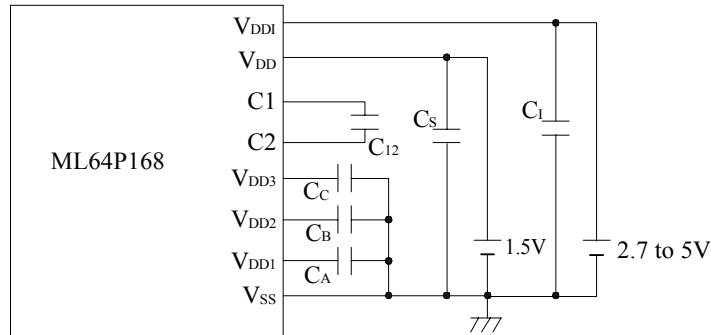 VDDI
VDD
C1
C2
C12
CS
CI
ML64P168
VDD3
CC
VDD2
CB
VDD1
CA
VSS
1.5V
2.7 to 5V